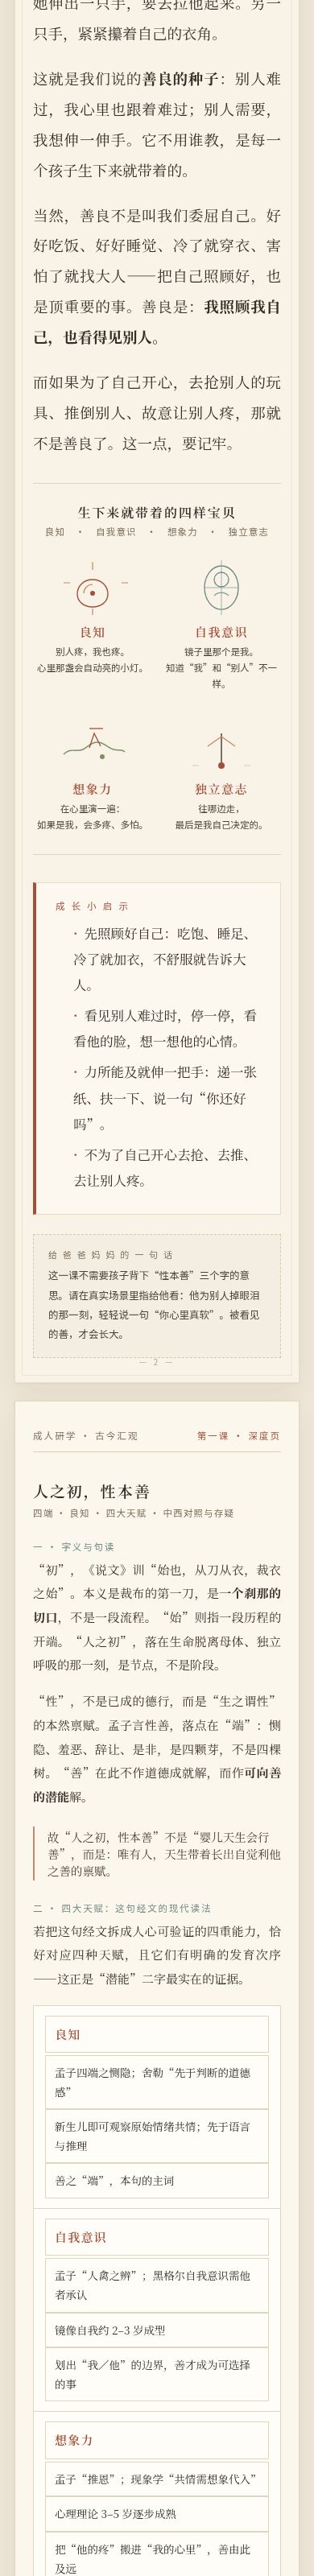 她伸出一只手，要去拉他起来。另一
只手，紧紧攥着自己的衣角。
这就是我们说的善良的种子：别人难
过，我心里也跟着难过；别人需要，
我想伸一伸手。它不用谁教，是每一
个孩子生下来就带着的。
当然，善良不是叫我们委屈自己。好
好吃饭、好好睡觉、冷了就穿衣、害
怕了就找大人——把自己照顾好，也
是顶重要的事。善良是：我照顾我自
己，也看得见别人。
而如果为了自己开心，去抢别人的玩
具、推倒别人、故意让别人疼，那就
不是善良了。这一点，要记牢。
生下来就带着的四样宝贝
良知 • 自我意识 • 想象力 • 独立意志
良知
别人疼，我也疼。
心里那盏会自动亮的小灯。
自我意识
镜子里那个是我。
知道“我”和“别人”不一
样。
想象力
在心里演一遍：
如果是我，会多疼、多怕。
独立意志
往哪边走，
最后是我自己决定的。
成长小启示
· 先照顾好自己：吃饱、睡足、
冷了就加衣，不舒服就告诉大
人。
· 看见别人难过时，停一停，看
看他的脸，想一想他的心情。
· 力所能及就伸一把手：递一张
纸、扶一下、说一句“你还好
吗”。
· 不为了自己开心去抢、去推、
去让别人疼。
给爸爸妈妈的一句话
这一课不需要孩子背下“性本善”三个字的意
思。请在真实场景里指给他看：他为别人掉眼泪
的那一刻，轻轻说一句“你心里真软”。被看见
的善，才会长大。
— 2 —
成人研学 • 古今汇观
第一课 • 深度页
人之初，性本善
四端 • 良知 • 四大天赋 • 中西对照与存疑
一 • 字义与句读
“初”，《说文》训“始也，从刀从衣，裁衣
之始”。本义是裁布的第一刀，是一个刹那的
切口，不是一段流程。“始”则指一段历程的
开端。“人之初”，落在生命脱离母体、独立
呼吸的那一刻，是节点，不是阶段。
“性”，不是已成的德行，而是“生之谓性”
的本然禀赋。孟子言性善，落点在“端”：恻
隐、羞恶、辞让、是非，是四颗芽，不是四棵
树。“善”在此不作道德成就解，而作可向善
的潜能解。
故“人之初，性本善”不是“婴儿天生会行
善”，而是：唯有人，天生带着长出自觉利他
之善的禀赋。
二 • 四大天赋：这句经文的现代读法
若把这句经文拆成人心可验证的四重能力，恰
好对应四种天赋，且它们有明确的发育次序
——这正是“潜能”二字最实在的证据。
良知
孟子四端之恻隐；舍勒“先于判断的道德
感”
新生儿即可观察原始情绪共情；先于语言
与推理
善之“端”，本句的主词
自我意识
孟子“人禽之辨”；黑格尔自我意识需他
者承认
镜像自我约 2–3 岁成型
划出“我／他”的边界，善才成为可选择
的事
想象力
孟子“推恩”；现象学“共情需想象代入”
心理理论 3–5 岁逐步成熟
把“他的疼”搬进“我的心里”，善由此
及远